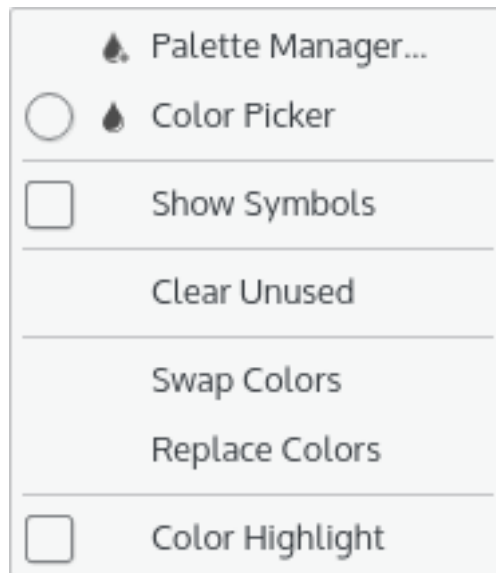 Palette Manager...
Color Picker
Show Symbols
Clear Unused
Swap Colors
Replace Colors
Color Highlight